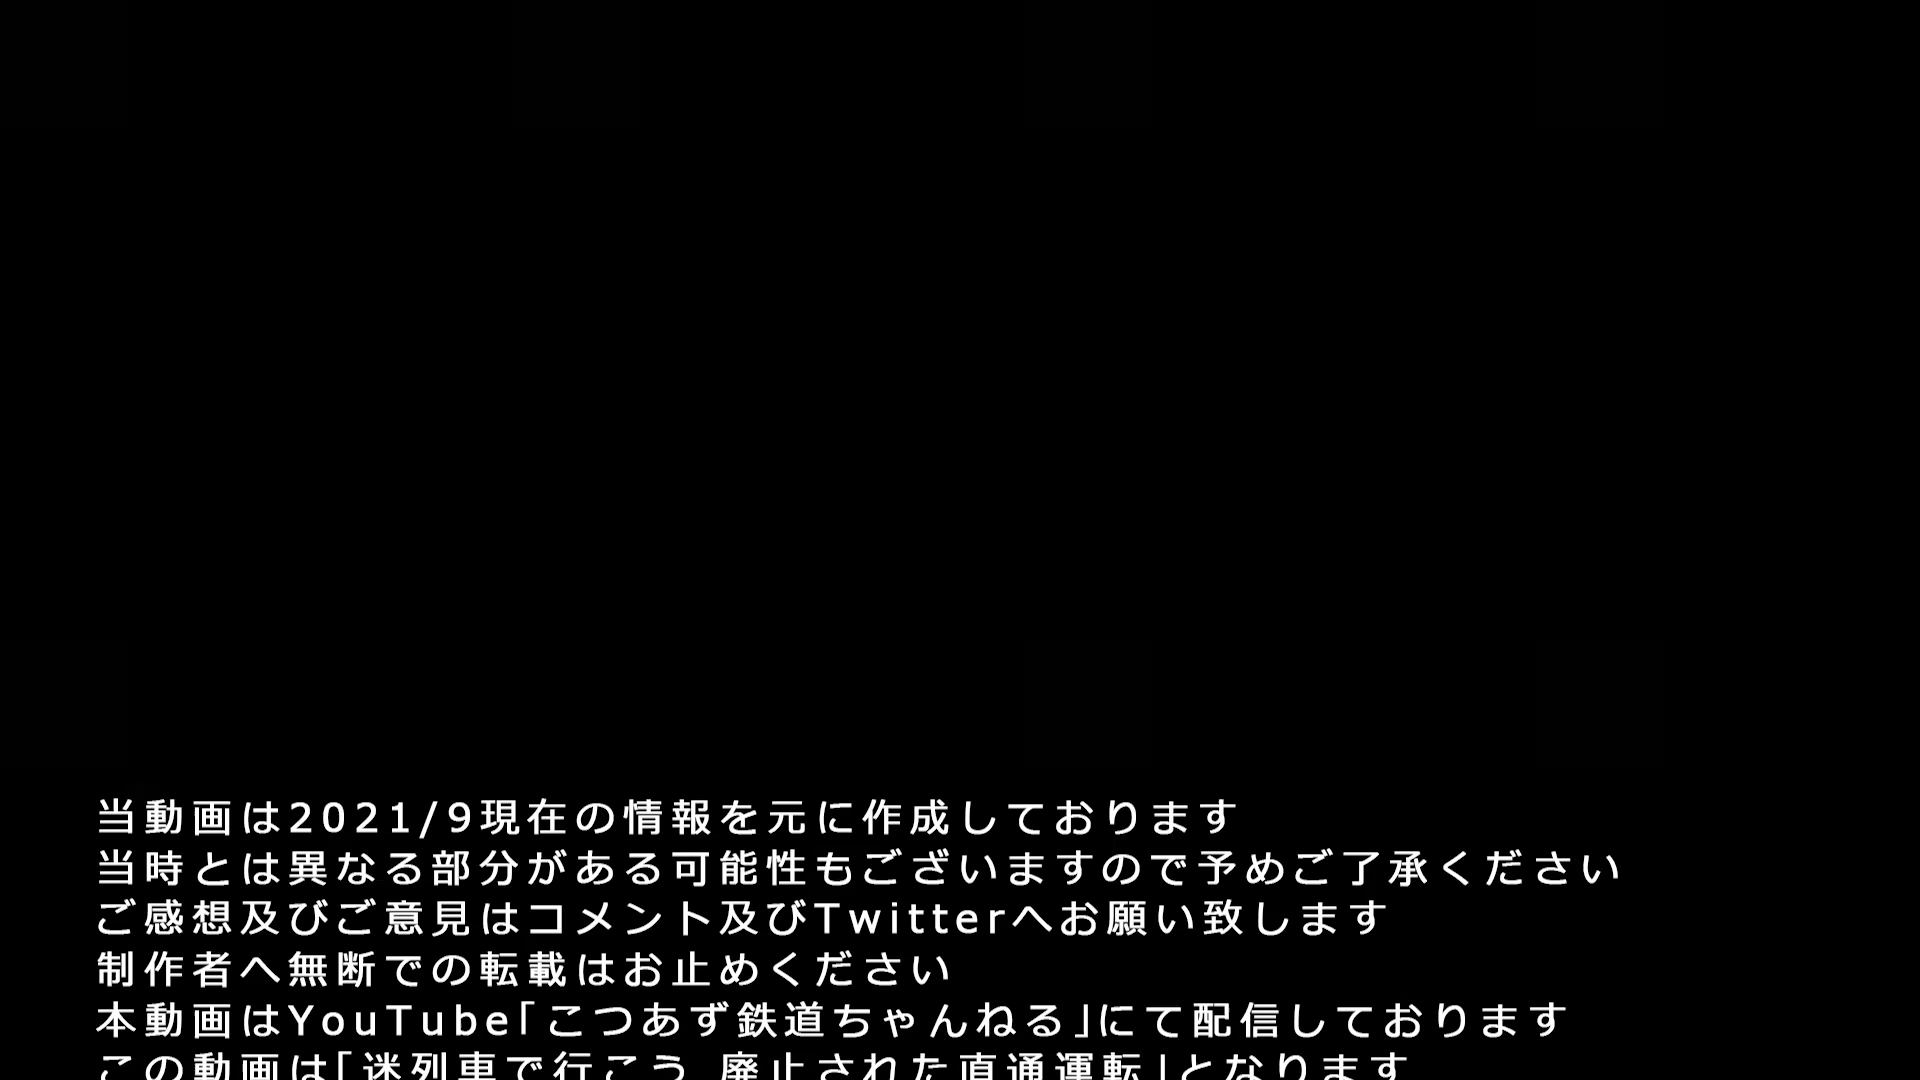 当動画は2021/9現在の情報を元に作成しております
当時とは異なる部分がある可能性もございますので予めご了承ください
ご感想及びご意見はコメント及びTwitterへお願い致します
制作者へ無断での転載はお止めください
本動画はYouTube「こつあず鉄道ちゃんねる」にて配信しております
この動画は「迷列車で行こう 廃止された直通運転」となります